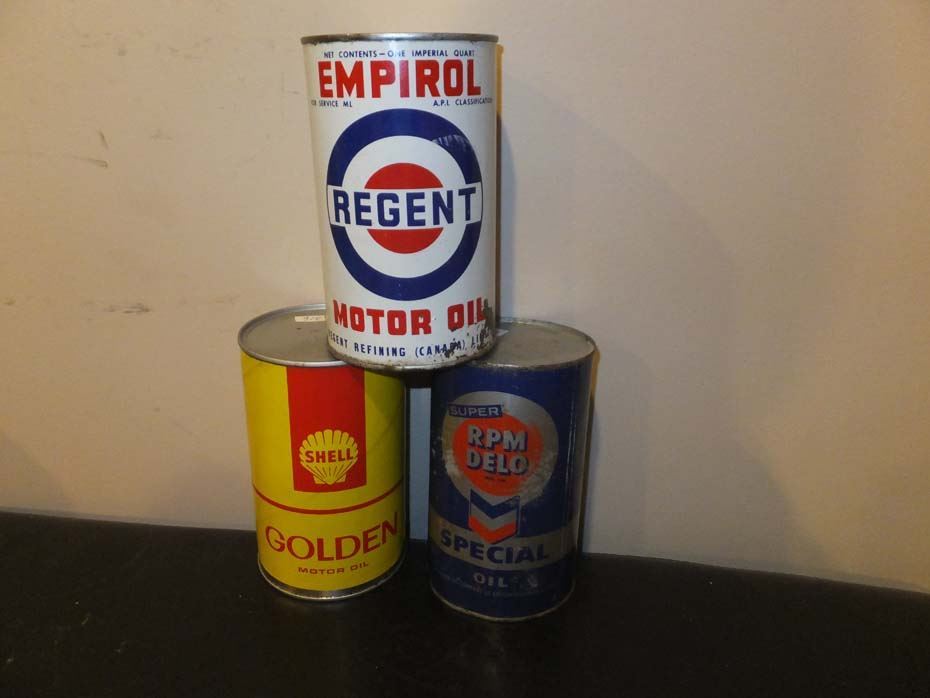 NET CONTENTS — ONE IMPERIAL QUART
EMPIROL
FOR SERVICE ML A.P.I. CLASSIFICATION
REGENT
MOTOR OIL
REGENT REFINING (CANADA)
SHELL
GOLDEN
MOTOR OIL
SUPER
RPM
DELO
SPECIAL
OIL